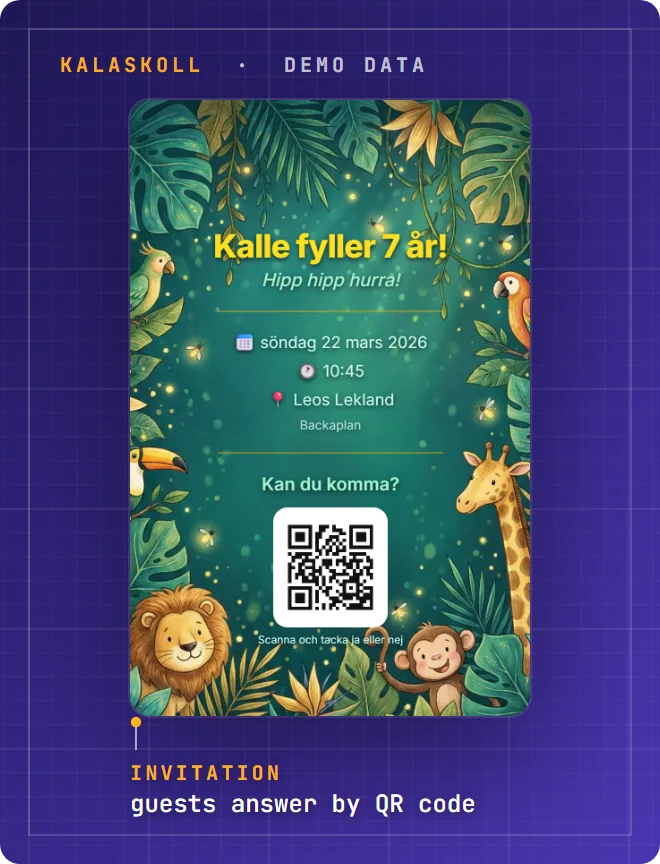 KALASKOLL · DEMO DATA
Kalle fyller 7 år!
Hipp hipp hurra!
söndag 22 mars 2026
10:45
Leos Lekland
Backaplan
Kan du komma?
Scanna och tacka ja eller nej
INVITATION
guests answer by QR code